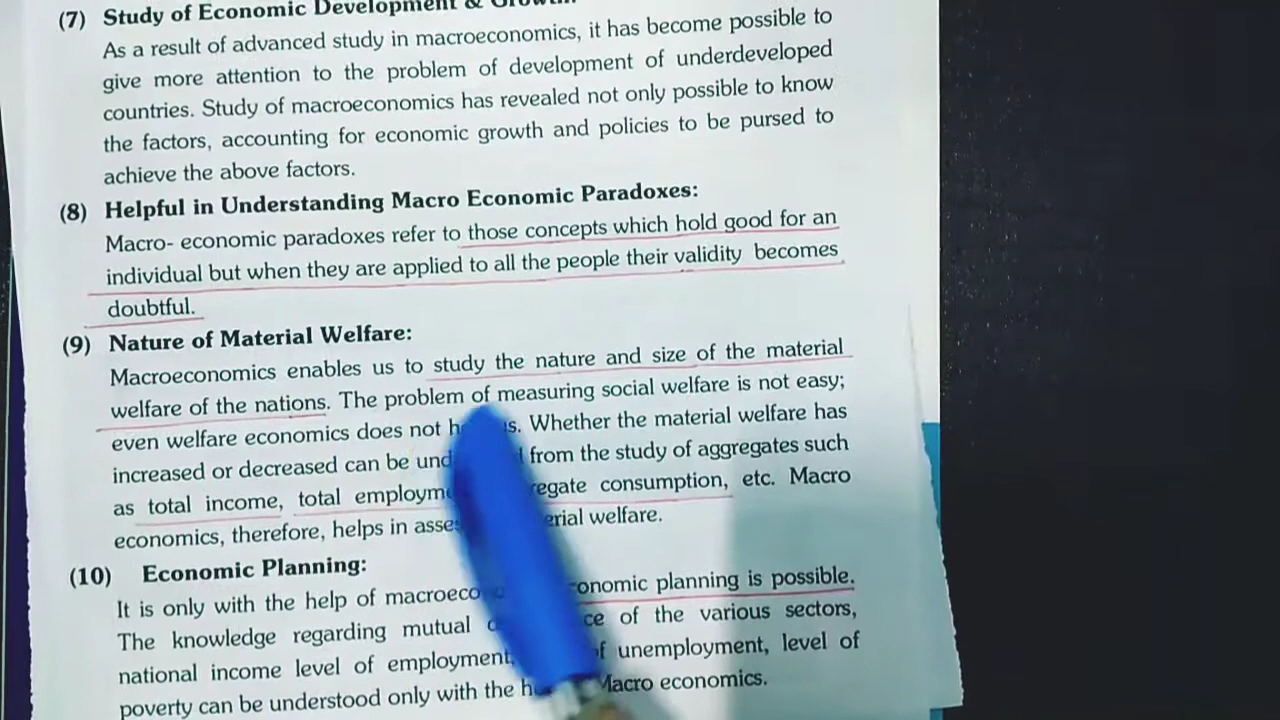 (7) Study of Economic Development & Growth:
As a result of advanced study in macroeconomics, it has become possible to
give more attention to the problem of development of underdeveloped
countries. Study of macroeconomics has revealed not only possible to know
the factors, accounting for economic growth and policies to be pursed to
achieve the above factors.
(8) Helpful in Understanding Macro Economic Paradoxes:
Macro- economic paradoxes refer to those concepts which hold good for an
individual but when they are applied to all the people their validity becomes
doubtful.
(9) Nature of Material Welfare:
Macroeconomics enables us to study the nature and size of the material
welfare of the nations. The problem of measuring social welfare is not easy;
even welfare economics does not Whether the material welfare has
increased or decreased can be from the study of aggregates such
as total income, total consumption, etc. Macro
economics, therefore, helps in welfare.
(10) Economic Planning:
It is only with the help of planning is possible.
The knowledge regarding mutual of the various sectors,
national income level of employment, unemployment, level of
poverty can be understood only with the Macro economics.